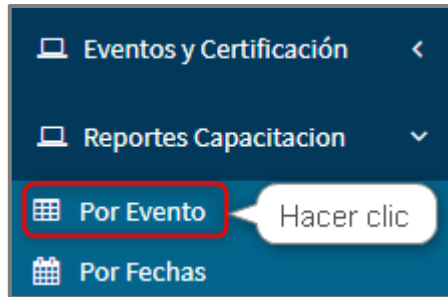 Eventos y Certificación
Reportes Capacitacion
Por Evento
Hacer clic
Por Fechas